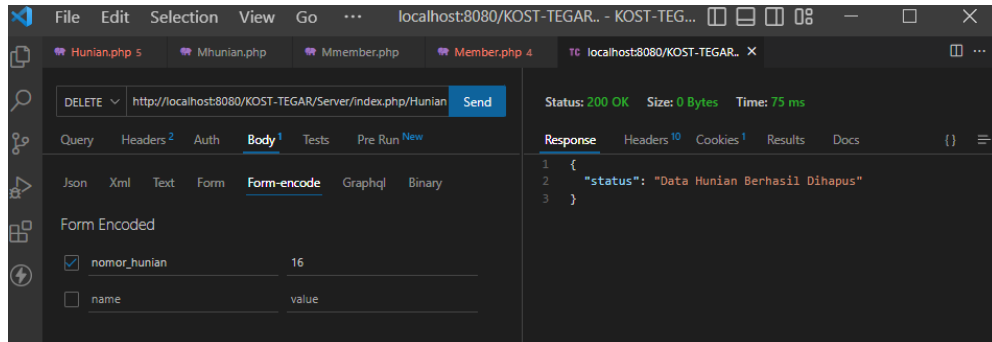 File Edit Selection View Go ··· localhost:8080/KOST-TEGAR.. - KOST-TEG...
Hunian.php 5 Mhunian.php Mmember.php Member.php 4 TC localhost:8080/KOST-TEGAR.. ···
DELETE http://localhost:8080/KOST-TEGAR/Server/index.php/Hunian Send
Status: 200 OK Size: 0 Bytes Time: 75 ms
Query Headers 2 Auth Body 1 Tests Pre Run New
Response Headers 10 Cookies 1 Results Docs { }
Json Xml Text Form Form-encode Graphql Binary
1 {
2 "status": "Data Hunian Berhasil Dihapus"
3 }
Form Encoded
nomor_hunian 16
name value